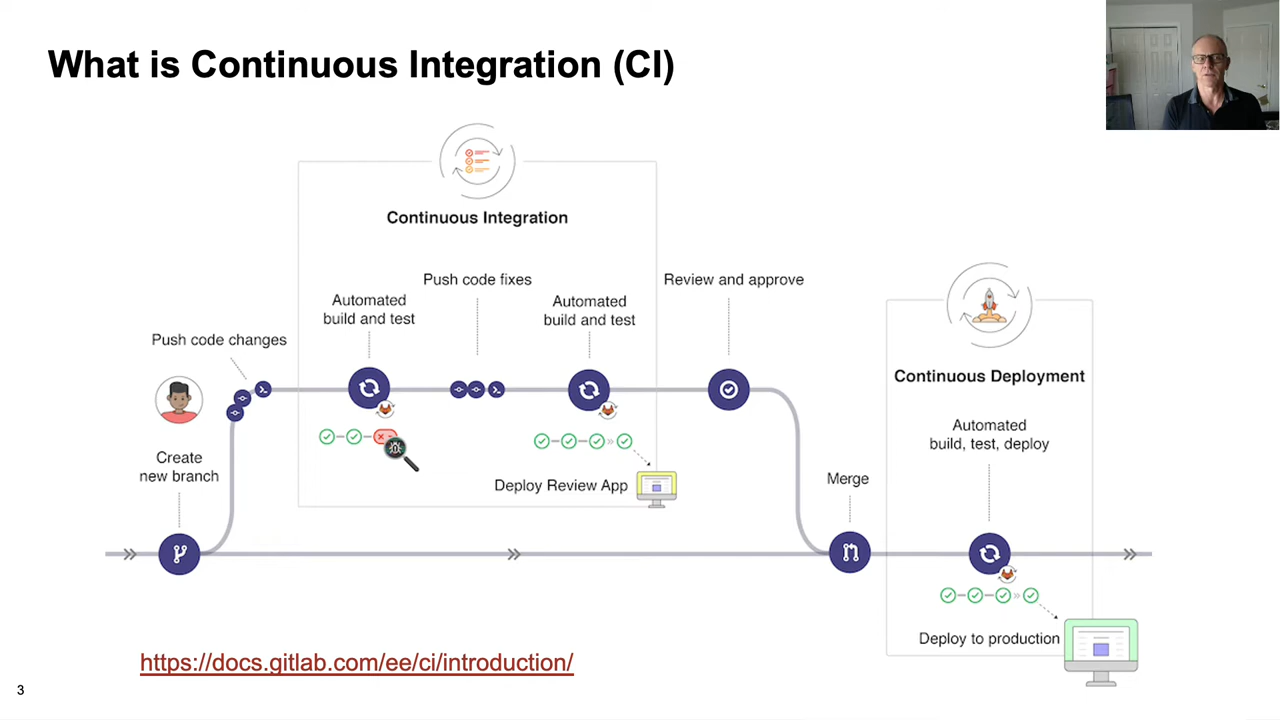 What is Continuous Integration (CI)
Continuous Integration
Push code fixes
Review and approve
Automated
build and test
Automated
build and test
Push code changes
Continuous Deployment
Automated
build, test, deploy
Create
new branch
Deploy Review App
Merge
Deploy to production
https://docs.gitlab.com/ee/ci/introduction/
3